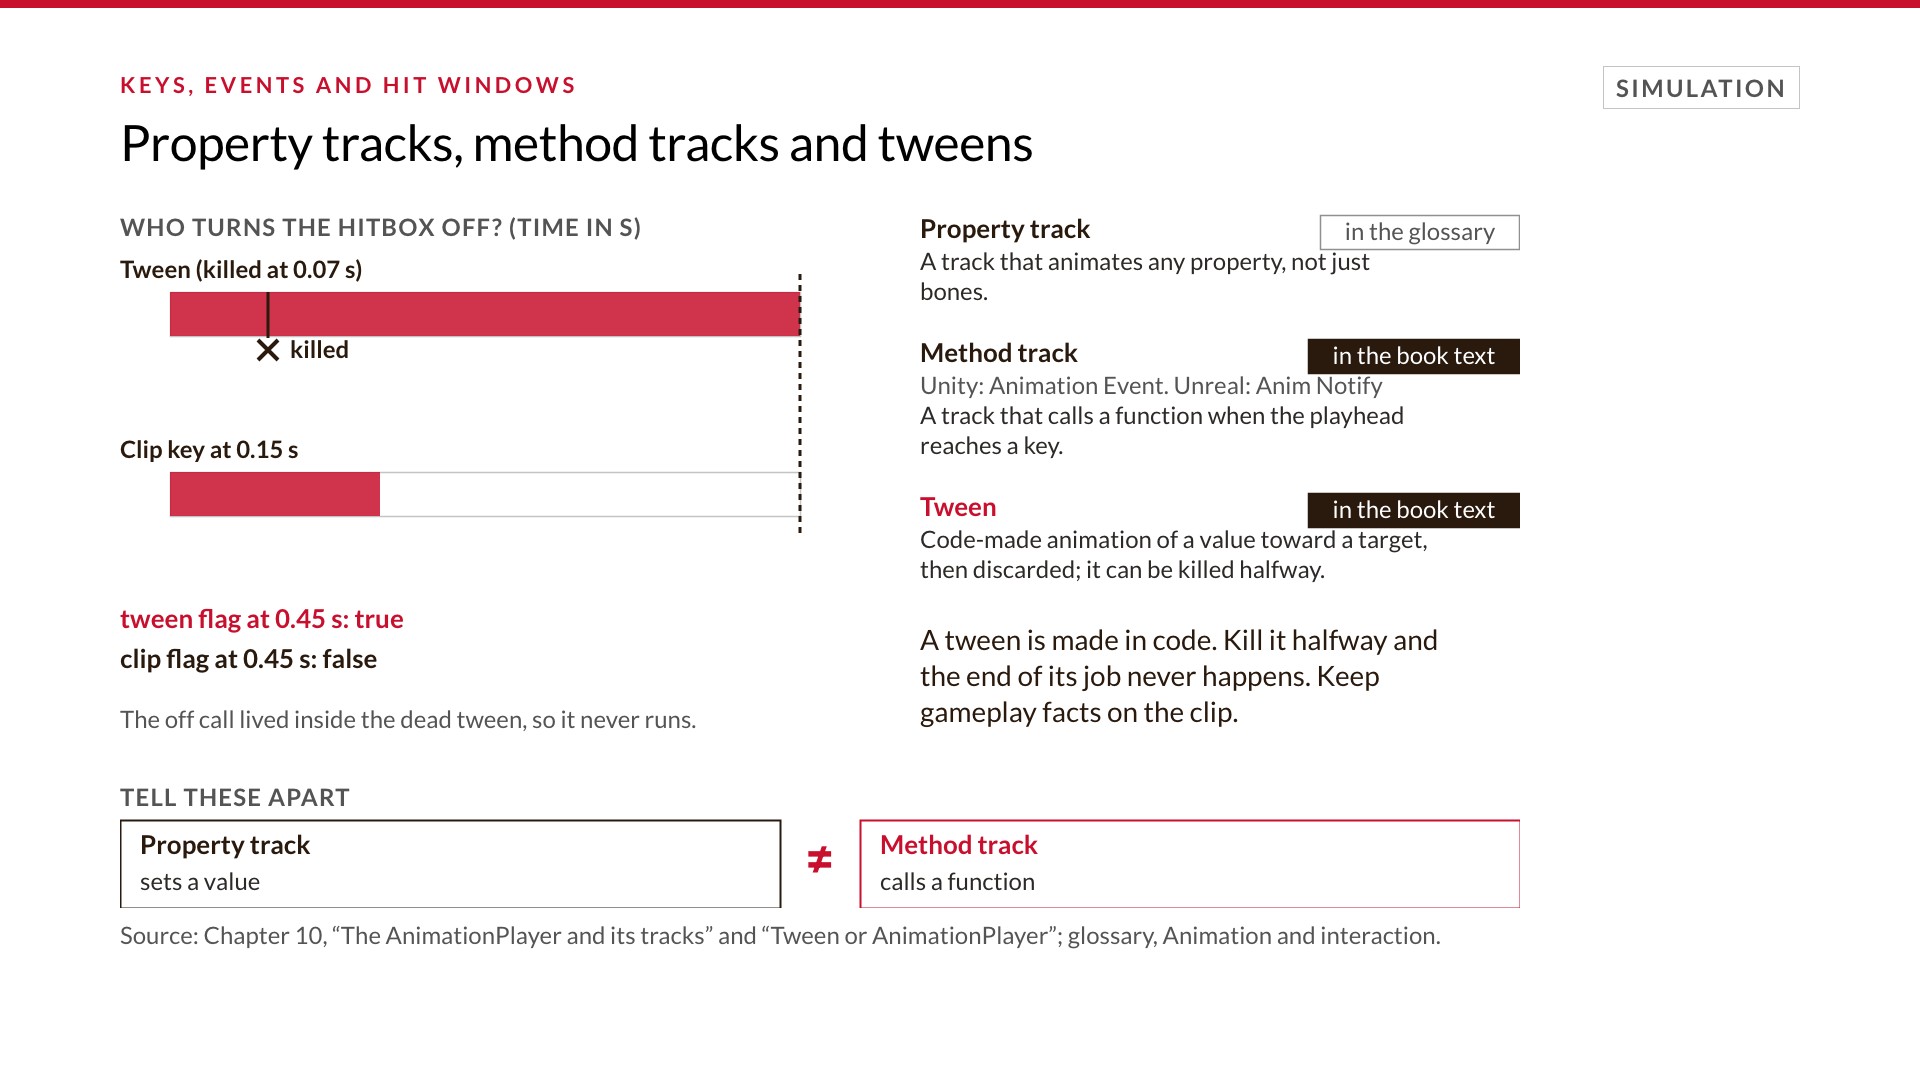 KEYS, EVENTS AND HIT WINDOWS
SIMULATION
Property tracks, method tracks and tweens
WHO TURNS THE HITBOX OFF? (TIME IN S)
Tween (killed at 0.07 s)
killed
Clip key at 0.15 s
tween flag at 0.45 s: true
clip flag at 0.45 s: false
The off call lived inside the dead tween, so it never runs.
Property track
in the glossary
A track that animates any property, not just
bones.
Method track
in the book text
Unity: Animation Event. Unreal: Anim Notify
A track that calls a function when the playhead
reaches a key.
Tween
in the book text
Code-made animation of a value toward a target,
then discarded; it can be killed halfway.
A tween is made in code. Kill it halfway and
the end of its job never happens. Keep
gameplay facts on the clip.
TELL THESE APART
Property track
sets a value
≠
Method track
calls a function
Source: Chapter 10, “The AnimationPlayer and its tracks” and “Tween or AnimationPlayer”; glossary, Animation and interaction.